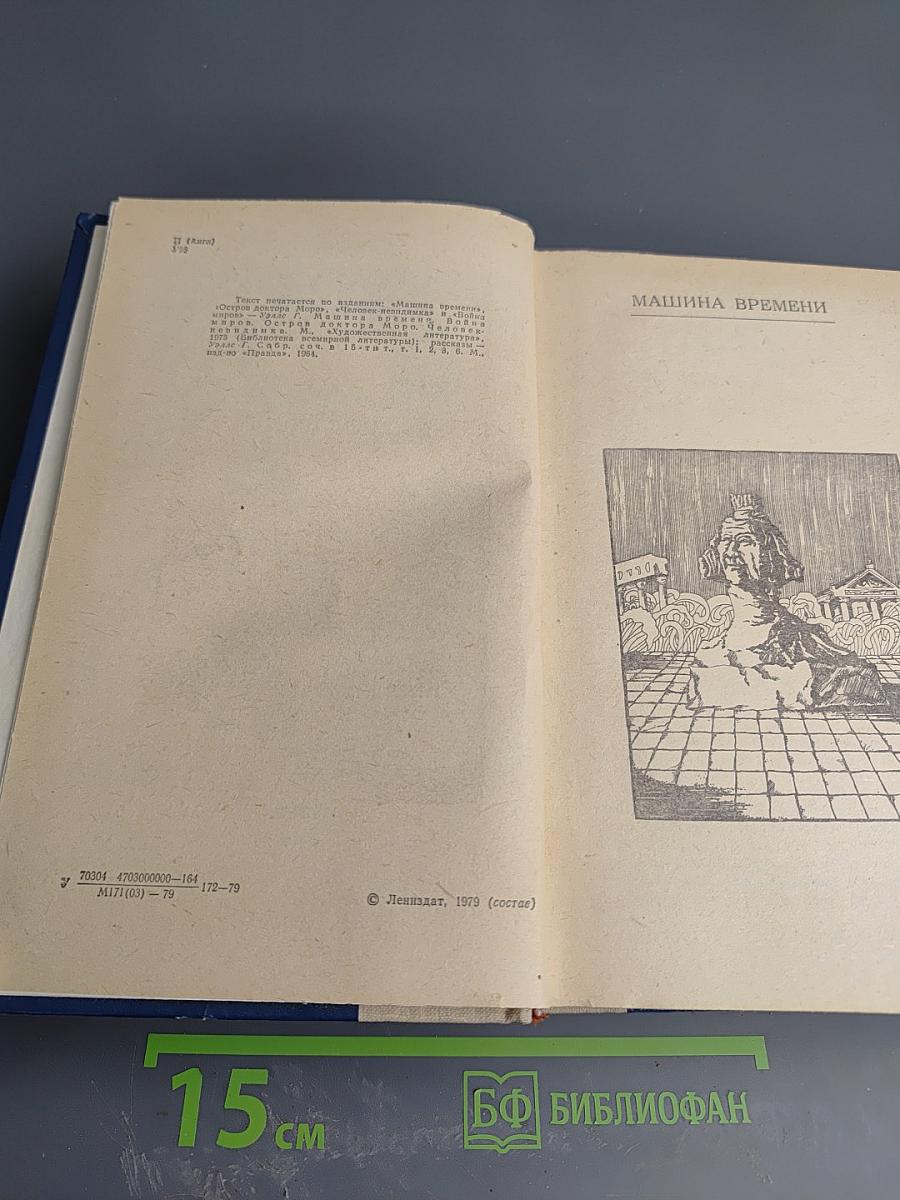 И (Англ)
Текст печатается по изданиям: «Машина времени»,
«Остров доктора Моро», «Человек-невидимка» и «Война
миров» — Уэллс Г. Машина времени. Война
миров. Остров доктора Моро. Человек-
невидимка. М., «Художественная литература»,
1973 (Библиотека всемирной литературы); рассказы —
Уэллс Г. Собр. соч. в 15-ти т., т. 1, 2, 3, 6. М.,
изд-во «Правда», 1964.
У 70304 4703000000—164
М171(03) — 79
172—79
© Лениздат, 1979 (состав)
МАШИНА ВРЕМЕНИ
15 см
БФ БИБЛИОФАН